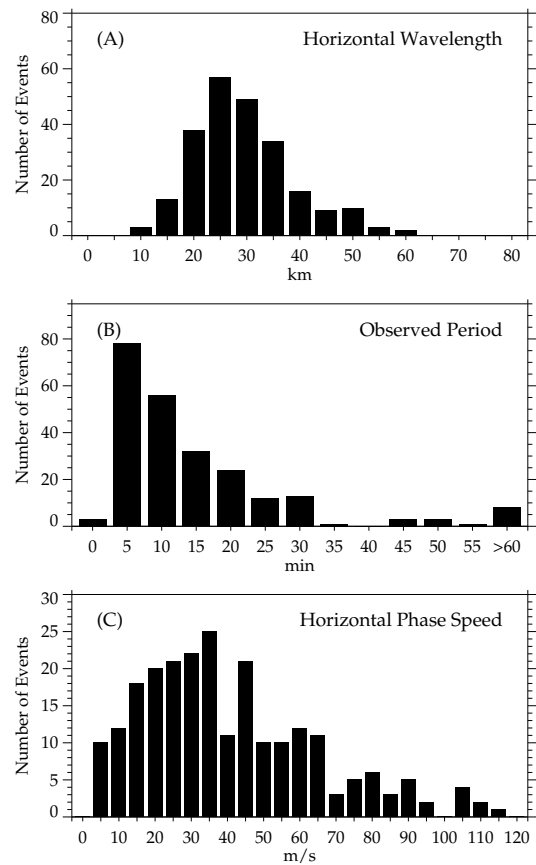 (A) Horizontal Wavelength
80
60
40
20
0
Number of Events
0 10 20 30 40 50 60 70 80
km
(B) Observed Period
80
60
40
20
0
Number of Events
0 5 10 15 20 25 30 35 40 45 50 55 >60
min
(C) Horizontal Phase Speed
30
25
20
15
10
5
0
Number of Events
0 10 20 30 40 50 60 70 80 90 100 110 120
m/s